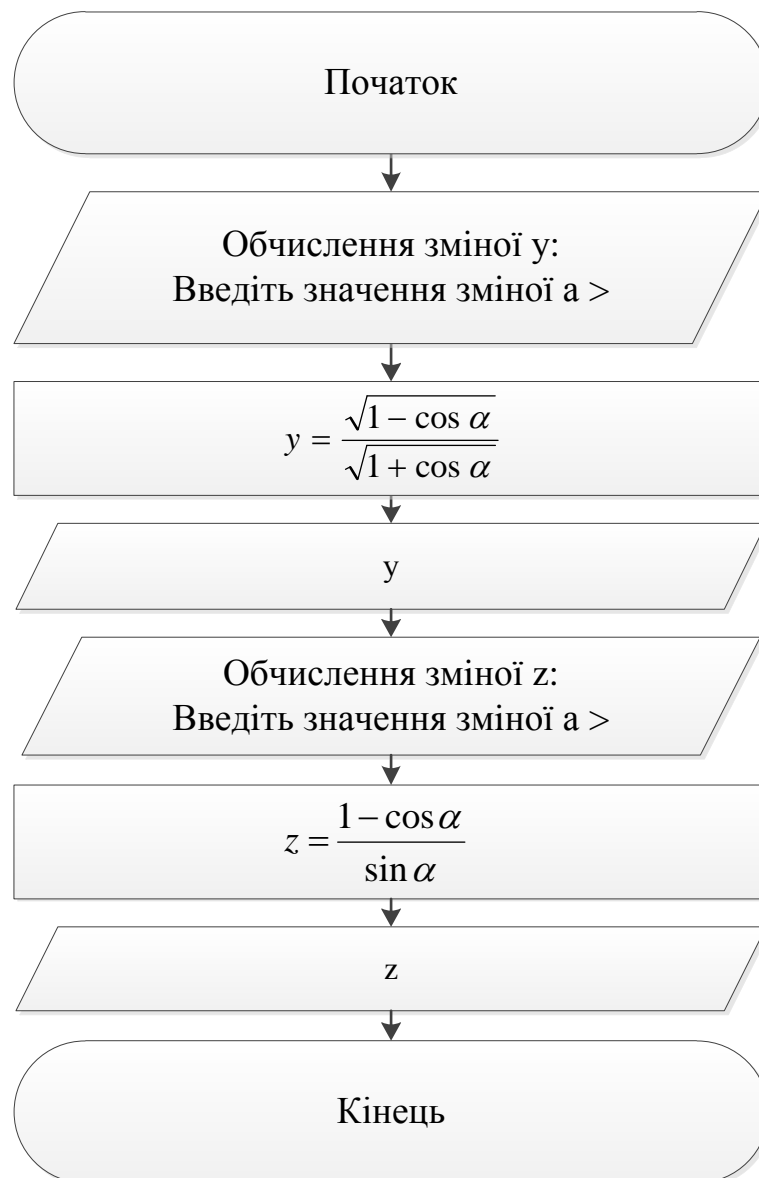 Початок
Обчислення зміної y:
Введіть значення зміної a >
y = √(1 − cos α) / √(1 + cos α)
y
Обчислення зміної z:
Введіть значення зміної a >
z = (1 − cos α) / sin α
z
Кінець